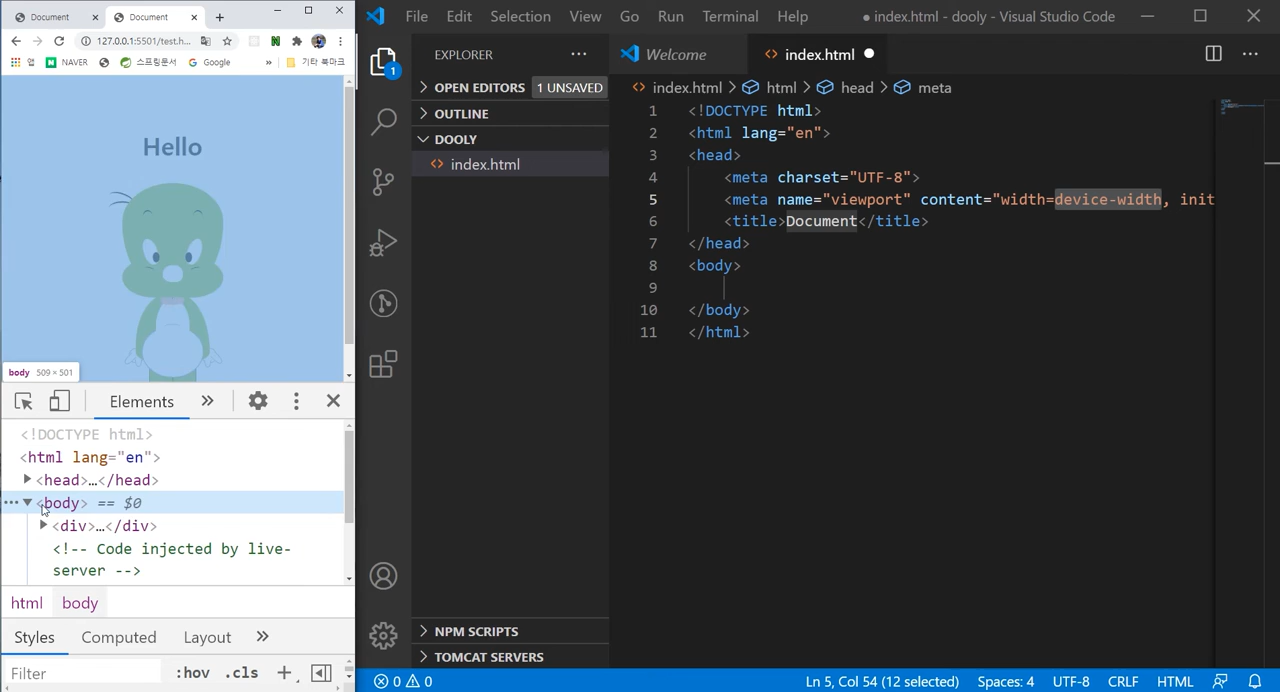 Document
Document
127.0.0.1:5501/test.h...
앱
NAVER
스프링문서
Google
»
기타 북마크
Hello
body 509 × 501
Elements
»
<!DOCTYPE html>
<html lang="en">
<head>…</head>
<body> == $0
<div>…</div>
<!-- Code injected by live-
server -->
html body
Styles Computed Layout »
Filter :hov .cls +
File Edit Selection View Go Run Terminal Help
● index.html - dooly - Visual Studio Code
EXPLORER
OPEN EDITORS 1 UNSAVED
OUTLINE
DOOLY
<> index.html
NPM SCRIPTS
TOMCAT SERVERS
1
Welcome
<> index.html
<> index.html > html > head > meta
1 <!DOCTYPE html>
2 <html lang="en">
3 <head>
4 <meta charset="UTF-8">
5 <meta name="viewport" content="width=device-width, init
6 <title>Document</title>
7 </head>
8 <body>
9
10 </body>
11 </html>
0 0
Ln 5, Col 54 (12 selected) Spaces: 4 UTF-8 CRLF HTML